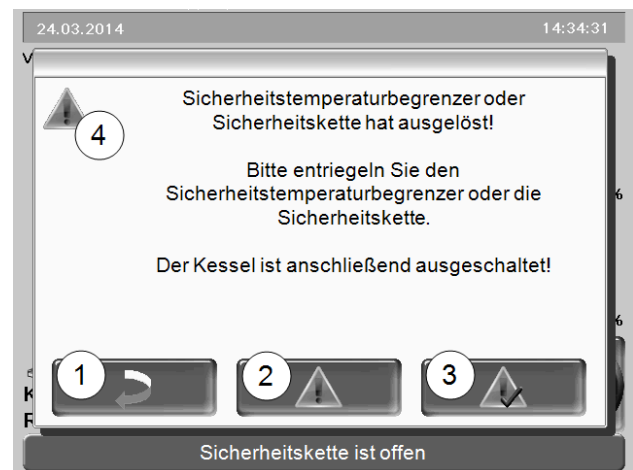 24.03.2014 14:34:31
V
Sicherheitstemperaturbegrenzer oder
Sicherheitskette hat ausgelöst!
4
Bitte entriegeln Sie den
Sicherheitstemperaturbegrenzer oder die
%
Sicherheitskette.
Der Kessel ist anschließend ausgeschaltet!
%
1 2 3
K
R
Sicherheitskette ist offen